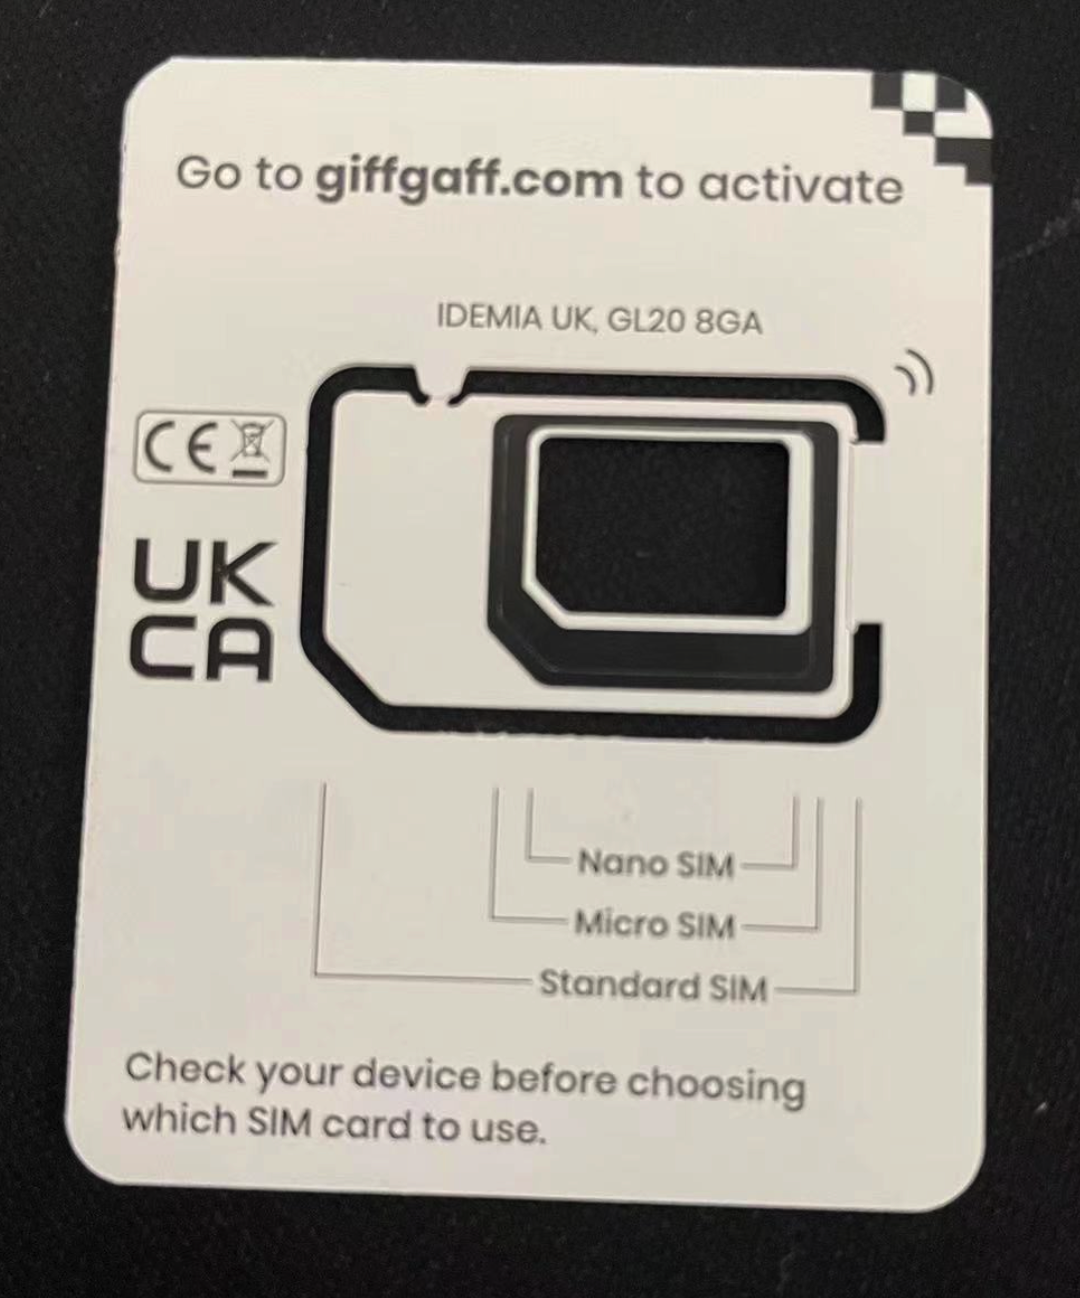 Go to giffgaff.com to activate
IDEMIA UK, GL20 8GA
CE
UK
CA
Nano SIM
Micro SIM
Standard SIM
Check your device before choosing
which SIM card to use.